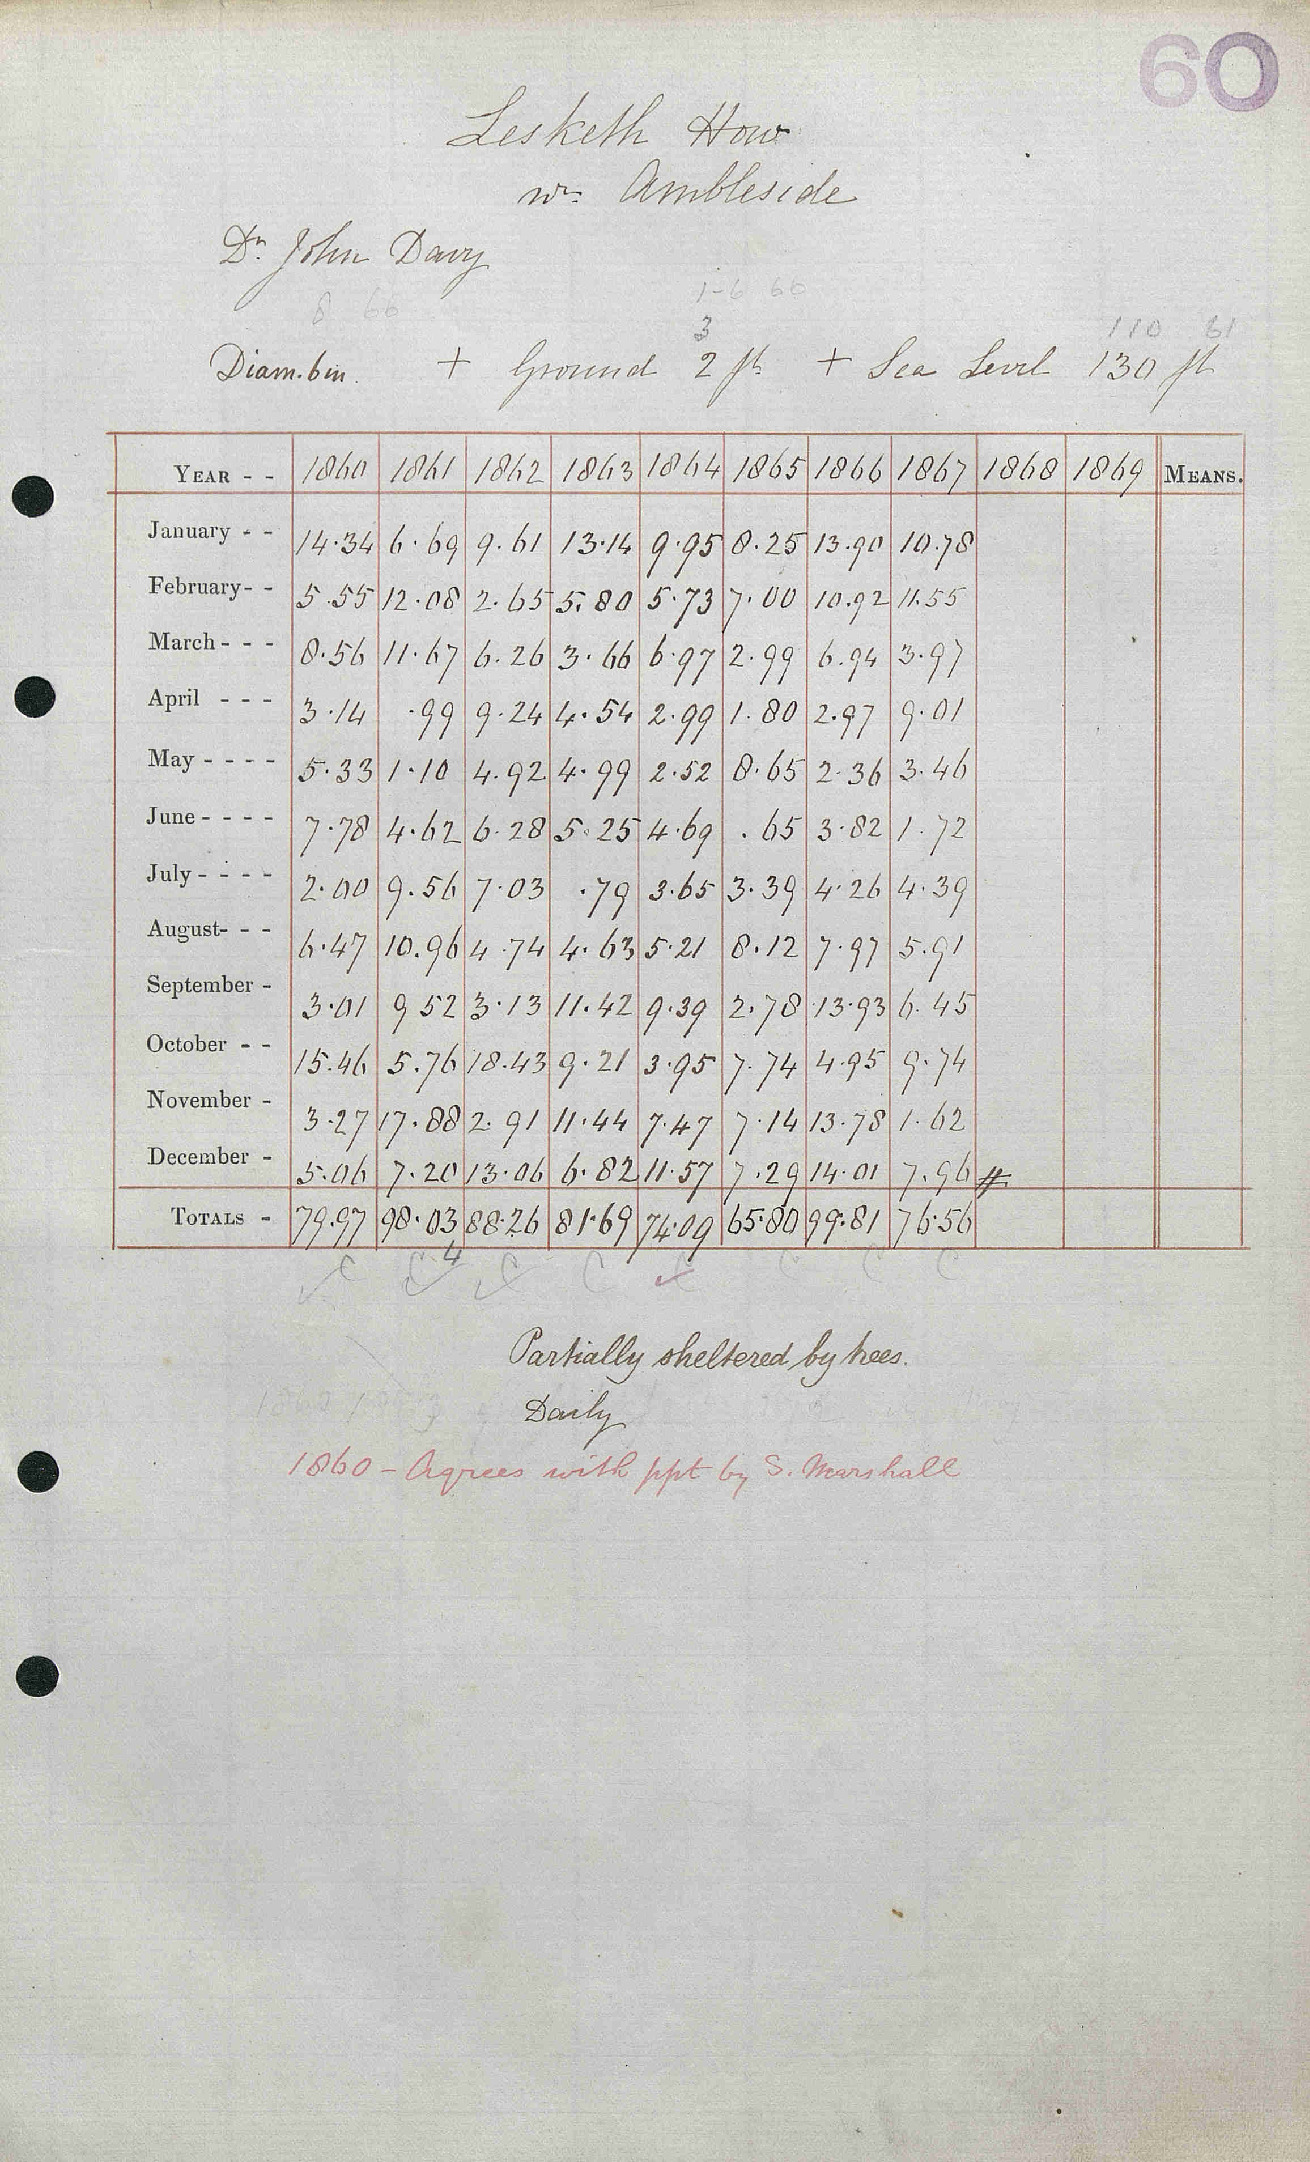 60
Lesketh How
nr. Ambleside
Dr. John Davy
8 66 1-6 66
3 110 61
Diam. 6 in. + Ground 2 ft + Sea Level 130 ft
YEAR - - 1860 1861 1862 1863 1864 1865 1866 1867 1868 1869 MEANS.
January - - 14.34 6.69 9.61 13.14 9.95 8.25 13.90 10.78
February - - 5.55 12.08 2.65 5.80 5.73 7.00 10.92 11.55
March - - - 8.56 11.67 6.26 3.66 6.97 2.99 6.94 3.97
April - - - 3.14 .99 9.24 4.54 2.99 1.80 2.97 9.01
May - - - - 5.33 1.10 4.92 4.99 2.52 8.65 2.36 3.46
June - - - - 7.78 4.62 6.28 5.25 4.69 .65 3.82 1.72
July - - - - 2.00 9.56 7.03 .79 3.65 3.39 4.26 4.39
August - - - 6.47 10.96 4.74 4.63 5.21 8.12 7.97 5.91
September - 3.01 9 52 3.13 11.42 9.39 2.78 13.93 6.45
October - - 15.46 5.76 18.43 9.21 3.95 7.74 4.95 9.74
November - 3.27 17.88 2.91 11.44 7.47 7.14 13.78 1.62
December - 5.06 7.20 13.06 6.82 11.57 7.29 14.01 7.96 #
TOTALS - 79.97 98.03 88.26 81.69 74.09 65.80 99.81 76.56
C C 4 C C C C C C
Partially sheltered by trees.
Daily
1860 - Agrees with ppt by S. Marshall